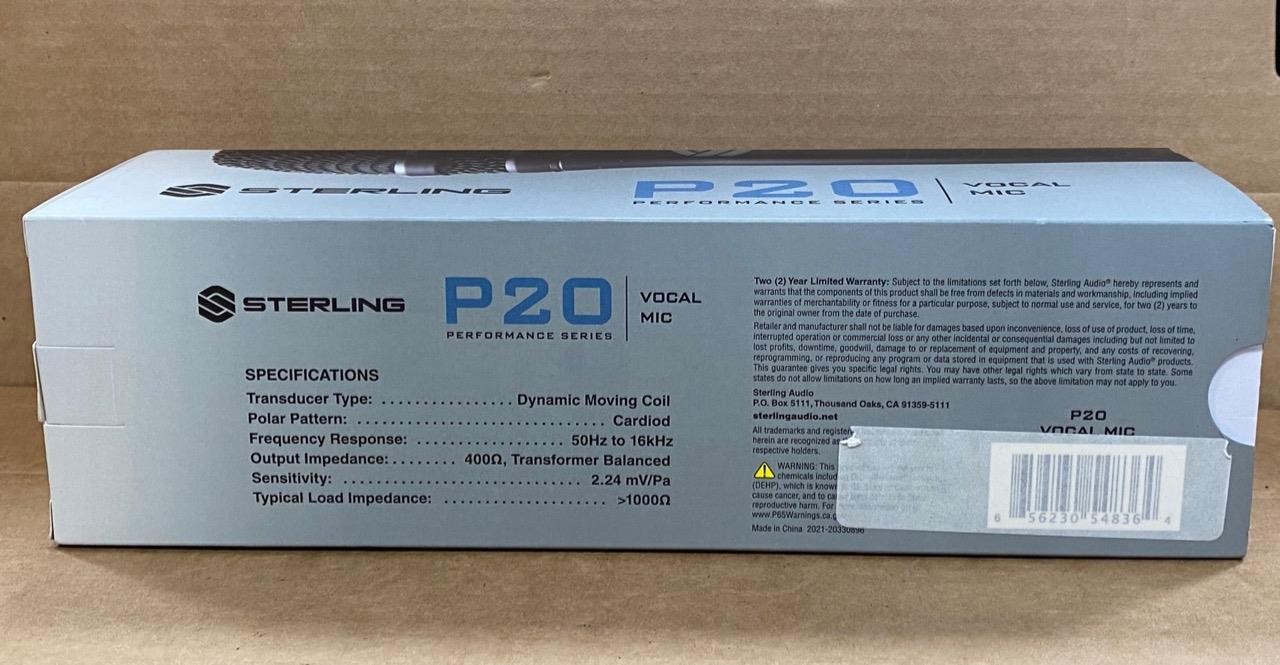 STERLING
P20
PERFORMANCE SERIES
VOCAL
MIC
STERLING
P20
PERFORMANCE SERIES
VOCAL
MIC
SPECIFICATIONS
Transducer Type: ................ Dynamic Moving Coil
Polar Pattern: ................................ Cardiod
Frequency Response: ..................... 50Hz to 16kHz
Output Impedance: ........ 400Ω, Transformer Balanced
Sensitivity: ................................ 2.24 mV/Pa
Typical Load Impedance: ..................... >1000Ω
Two (2) Year Limited Warranty: Subject to the limitations set forth below, Sterling Audio® hereby represents and
warrants that the components of this product shall be free from defects in materials and workmanship, including implied
warranties of merchantability or fitness for a particular purpose, subject to normal use and service, for two (2) years to
the original owner from the date of purchase.
Retailer and manufacturer shall not be liable for damages based upon inconvenience, loss of use of product, loss of time,
interrupted operation or commercial loss or any other incidental or consequential damages including but not limited to
lost profits, downtime, goodwill, damage to or replacement of equipment and property, and any costs of recovering,
reprogramming, or reproducing any program or data stored in equipment that is used with Sterling Audio® products.
This guarantee gives you specific legal rights. You may have other legal rights which vary from state to state. Some
states do not allow limitations on how long an implied warranty lasts, so the above limitation may not apply to you.
Sterling Audio
P.O. Box 5111, Thousand Oaks, CA 91359-5111
sterlingaudio.net
All trademarks and register
herein are recognized as
respective holders.
WARNING: This
chemicals includ
(DEHP), which is known
cause cancer, and to ca
reproductive harm. For
www.P65Warnings.ca.g
Made in China 2021-20330896
P20
VOCAL MIC
6 56230 54836 4